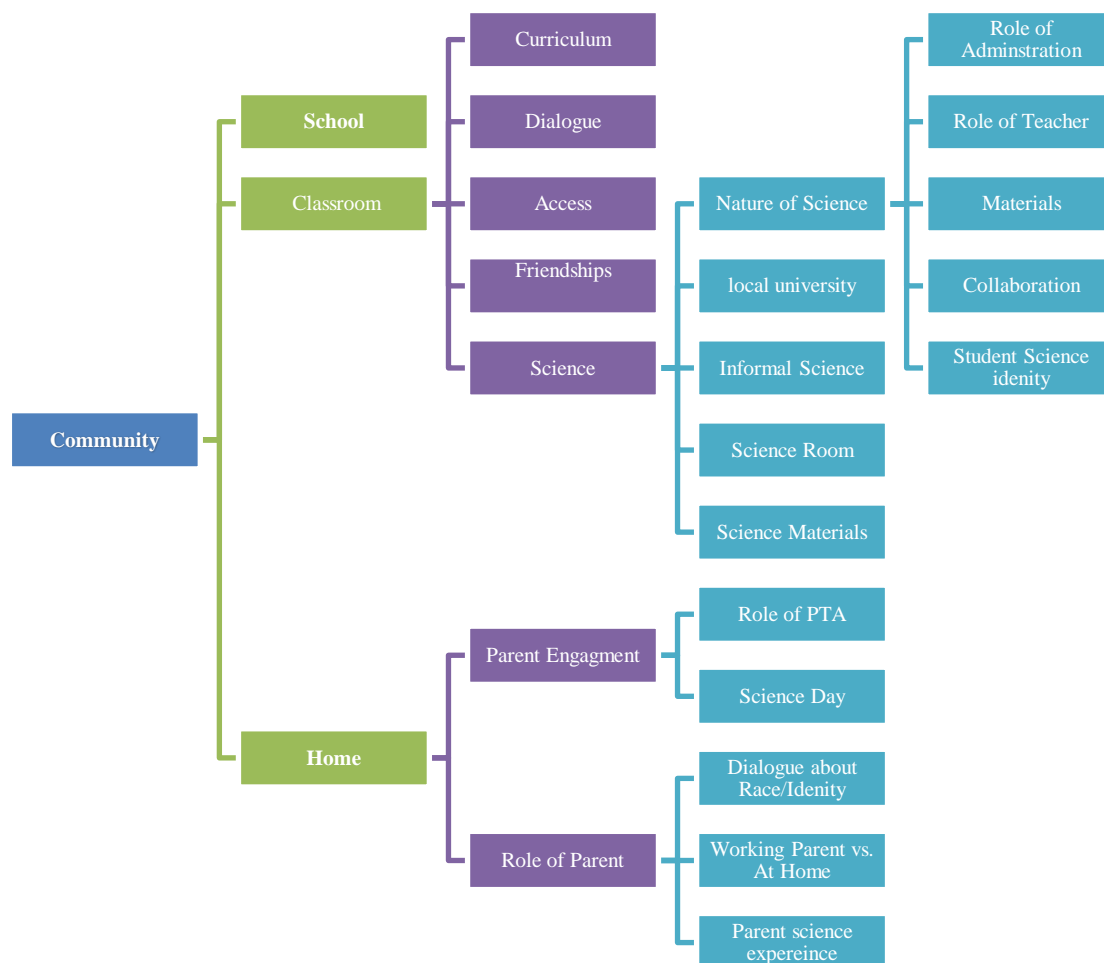 Community
School
Classroom
Home
Curriculum
Dialogue
Access
Friendships
Science
Parent Engagment
Role of Parent
Nature of Science
local university
Informal Science
Science Room
Science Materials
Role of PTA
Science Day
Dialogue about
Race/Idenity
Working Parent vs.
At Home
Parent science
expereince
Role of
Adminstration
Role of Teacher
Materials
Collaboration
Student Science
idenity